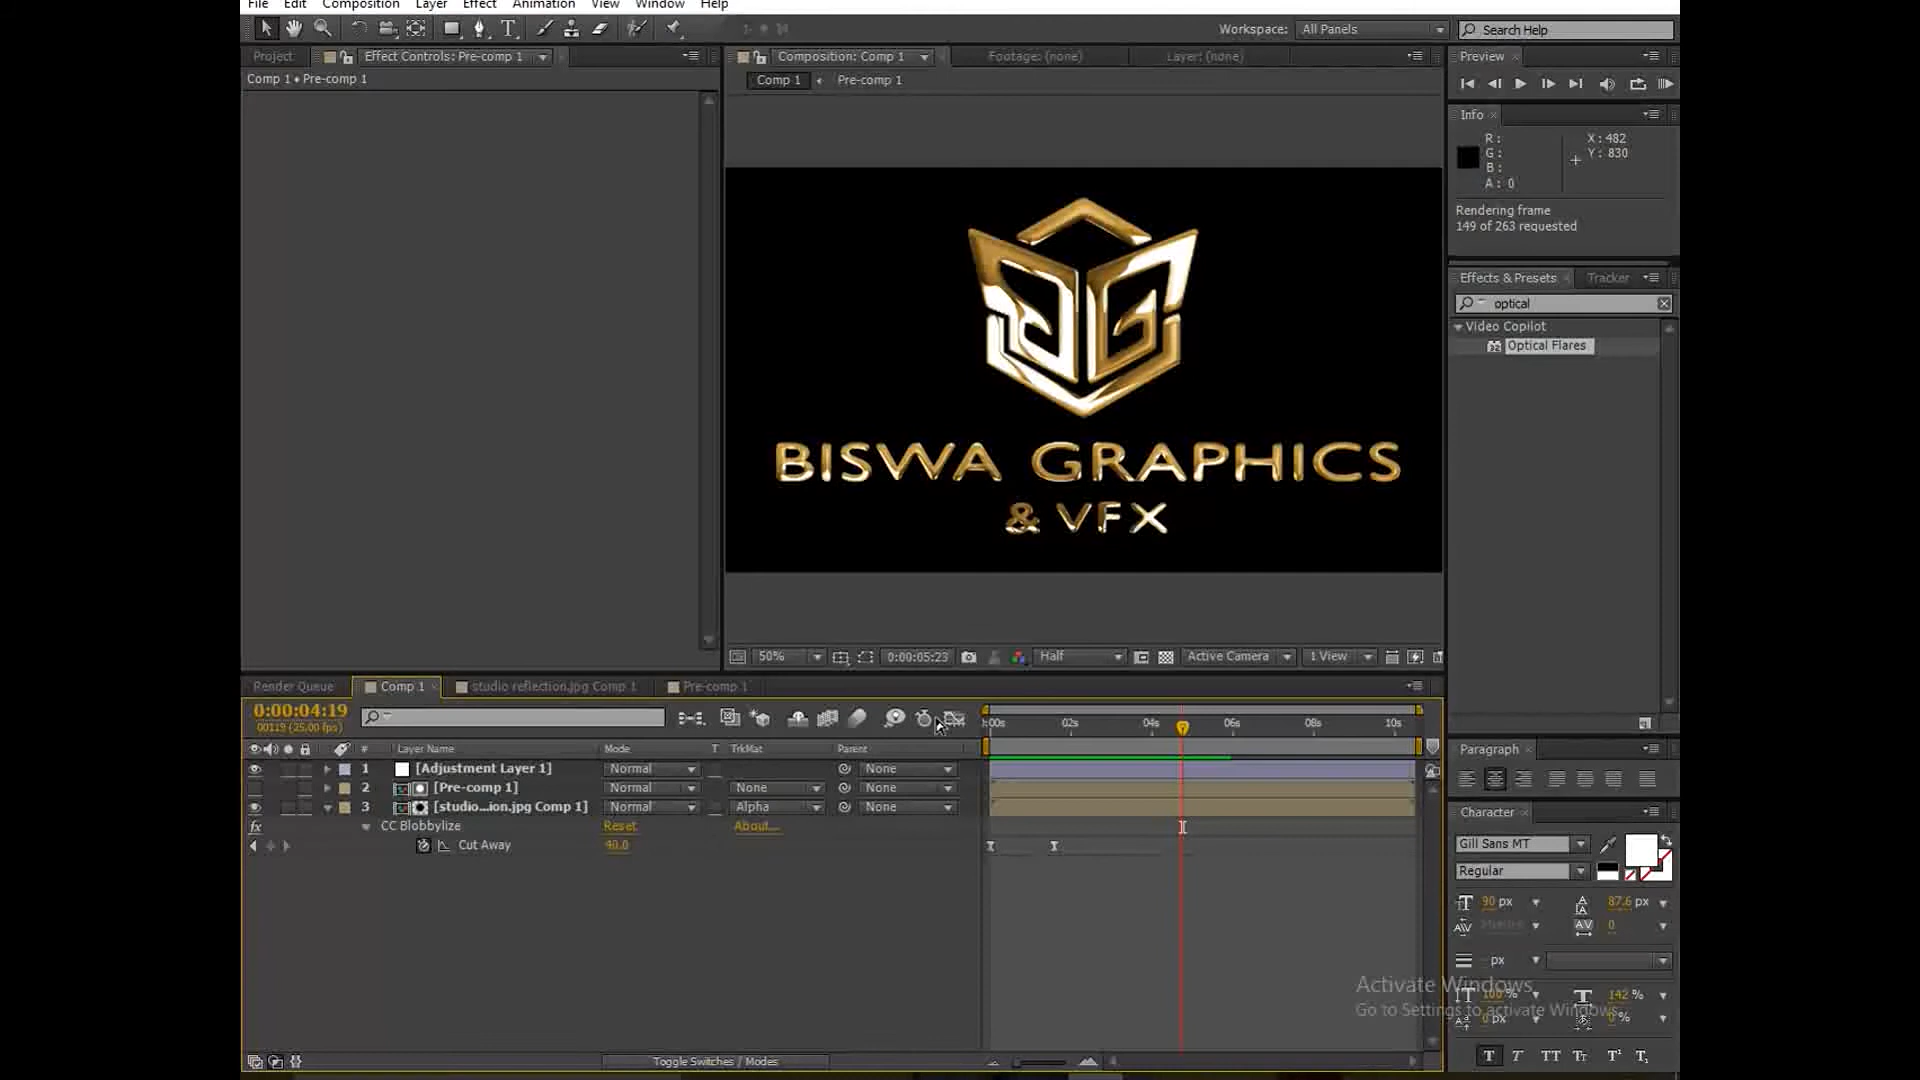 File Edit Composition Layer Effect Animation View Window Help
Workspace: All Panels Search Help
Project Effect Controls: Pre-comp 1 Composition: Comp 1 Footage: (none) Layer: (none) Preview
Comp 1 • Pre-comp 1 Comp 1 Pre-comp 1
Info
R: X: 482
G: Y: 830
B:
A: 0
Rendering frame
149 of 263 requested
Effects & Presets Tracker
optical
Video Copilot
Optical Flares
BISWA GRAPHICS
& VFX
50% 0:00:05:23 Half Active Camera 1 View
Render Queue Comp 1 studio reflection.jpg Comp 1 Pre-comp 1
0:00:04:19
00119 (25.00 fps)
:00s 02s 04s 06s 08s 10s
# Layer Name Mode T TrkMat Parent
1 [Adjustment Layer 1] Normal None
2 [Pre-comp 1] Normal None None
3 [studio...ion.jpg Comp 1] Normal Alpha None
fx CC Blobbylize Reset About...
Cut Away 40.0
Toggle Switches / Modes
Paragraph
Character
Gill Sans MT
Regular
90 px 87.6 px
0
- px
100 % 142 %
0 px 0 %
T T TT Tt T¹ T₁
Activate Windows
Go to Settings to activate Windows.